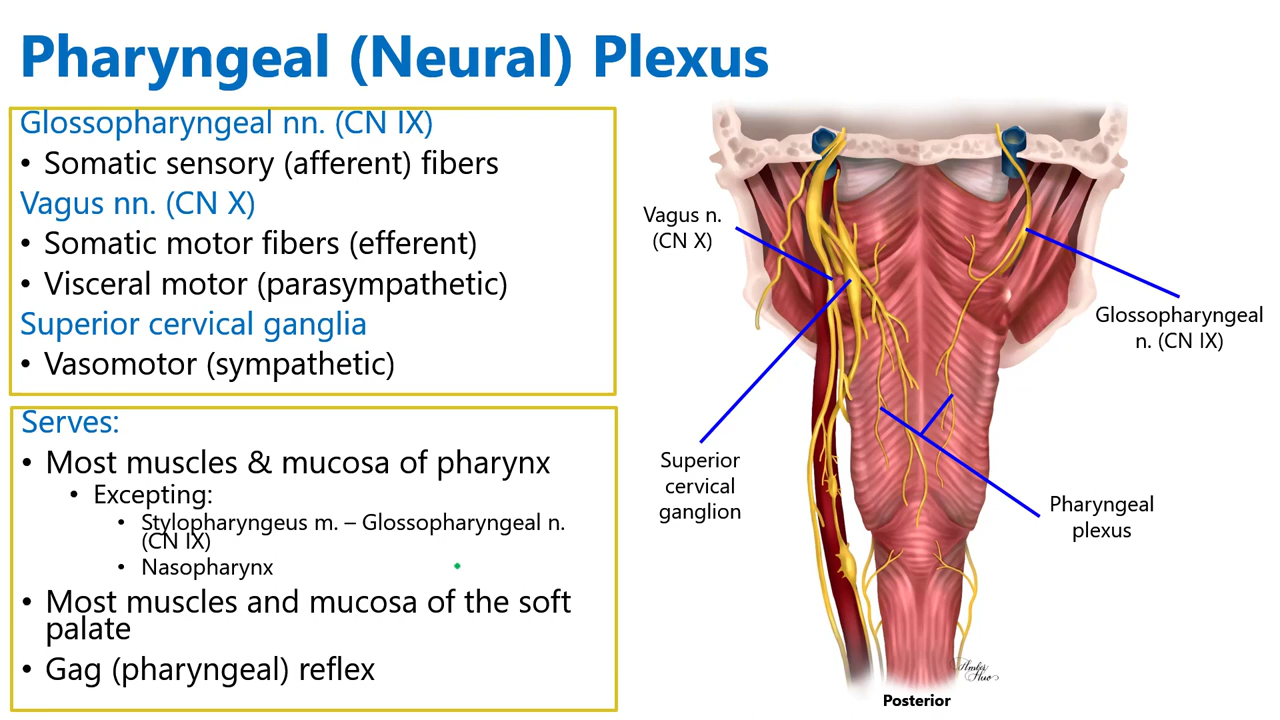 Pharyngeal (Neural) Plexus
Glossopharyngeal nn. (CN IX)
• Somatic sensory (afferent) fibers
Vagus nn. (CN X)
• Somatic motor fibers (efferent)
• Visceral motor (parasympathetic)
Superior cervical ganglia
• Vasomotor (sympathetic)
Serves:
• Most muscles & mucosa of pharynx
• Excepting:
• Stylopharyngeus m. – Glossopharyngeal n.
(CN IX)
• Nasopharynx
• Most muscles and mucosa of the soft
palate
• Gag (pharyngeal) reflex
Vagus n.
(CN X)
Glossopharyngeal
n. (CN IX)
Superior
cervical
ganglion
Pharyngeal
plexus
Amber
Huo
Posterior